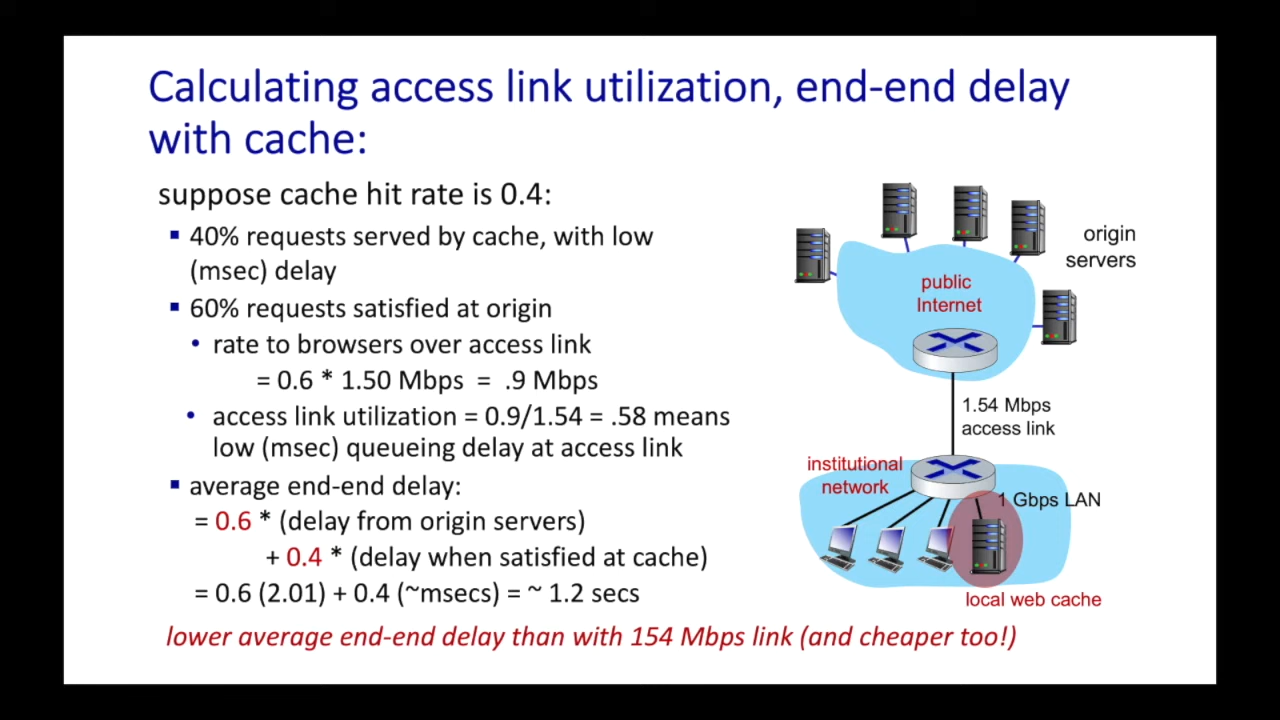 Calculating access link utilization, end-end delay
with cache:
suppose cache hit rate is 0.4:
▪ 40% requests served by cache, with low
(msec) delay
▪ 60% requests satisfied at origin
• rate to browsers over access link
= 0.6 * 1.50 Mbps = .9 Mbps
• access link utilization = 0.9/1.54 = .58 means
low (msec) queueing delay at access link
▪ average end-end delay:
= 0.6 * (delay from origin servers)
+ 0.4 * (delay when satisfied at cache)
= 0.6 (2.01) + 0.4 (~msecs) = ~ 1.2 secs
lower average end-end delay than with 154 Mbps link (and cheaper too!)
origin
servers
public
Internet
1.54 Mbps
access link
institutional
network
1 Gbps LAN
local web cache